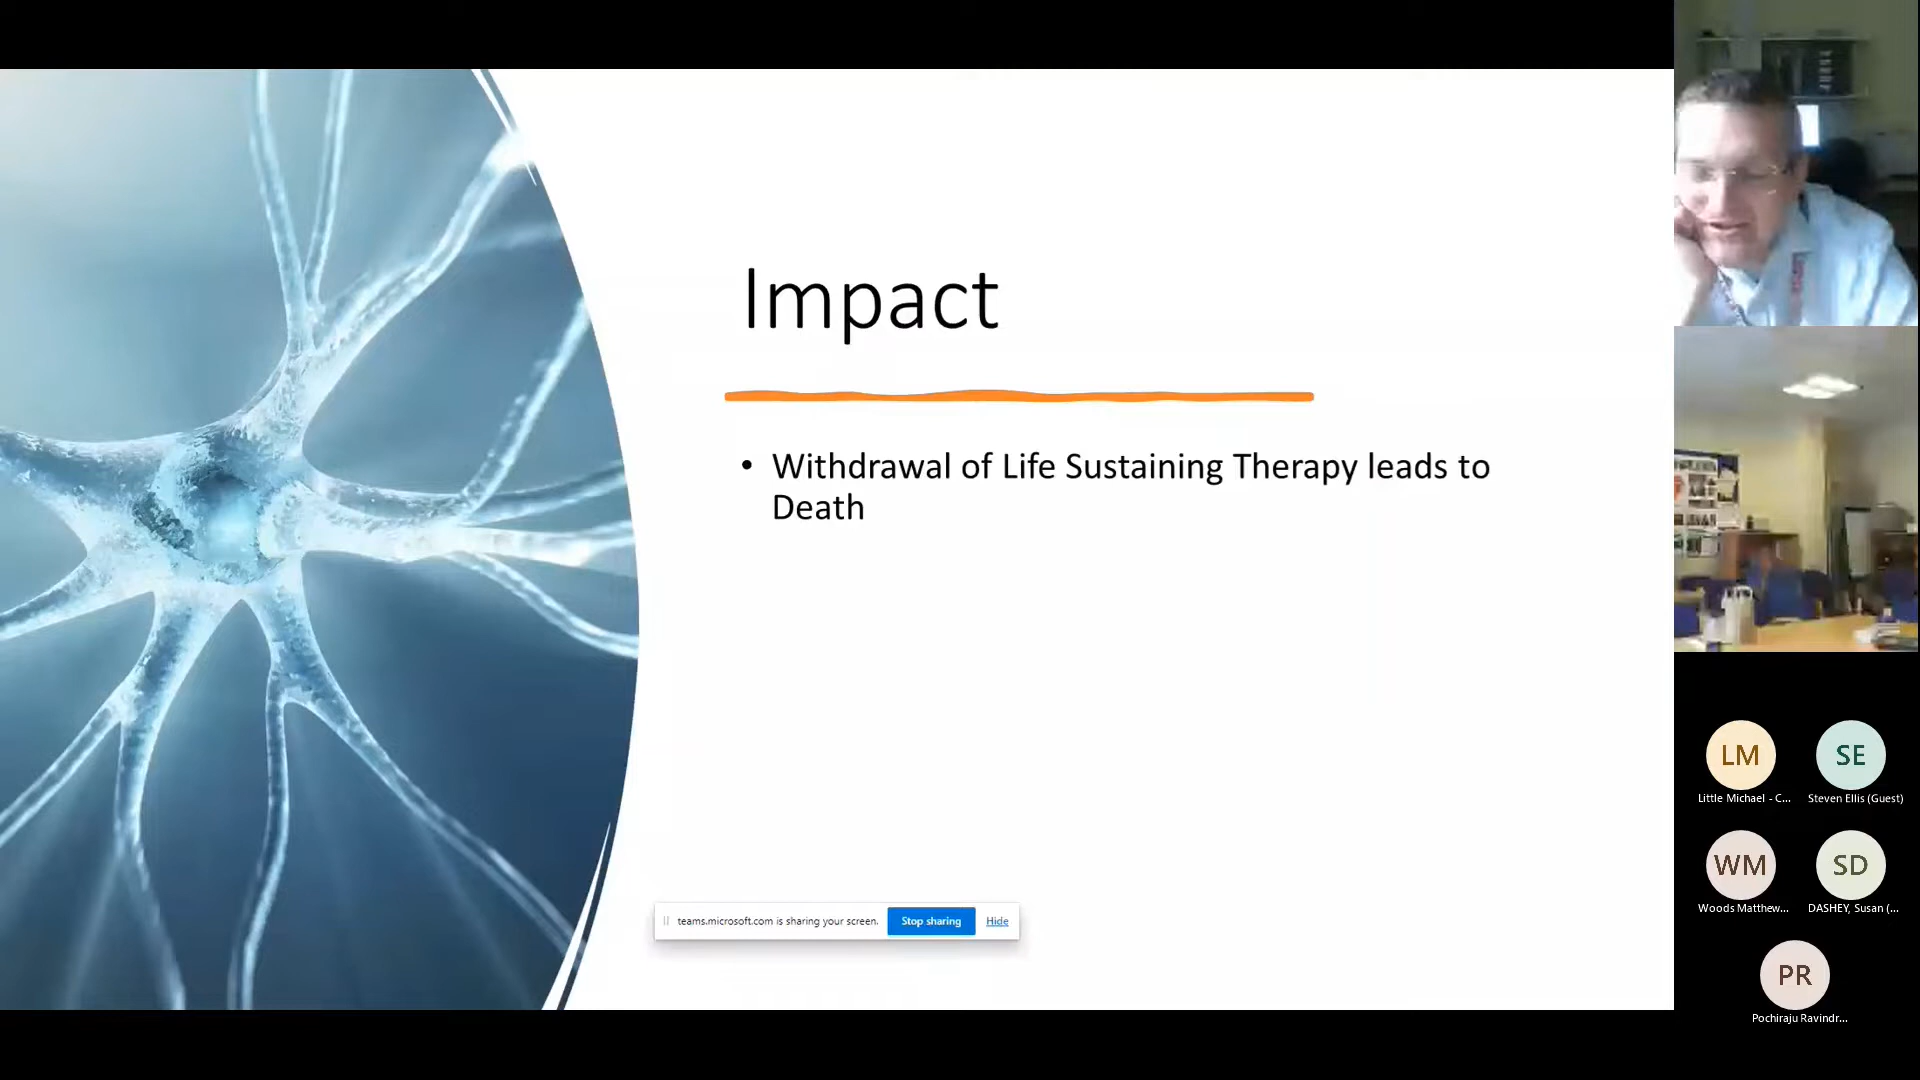 Impact
• Withdrawal of Life Sustaining Therapy leads to
Death
teams.microsoft.com is sharing your screen. Stop sharing Hide
LM SE
Little Michael - C... Steven Ellis (Guest)
WM SD
Woods Matthew... DASHEY, Susan (...
PR
Pochiraju Ravindr...